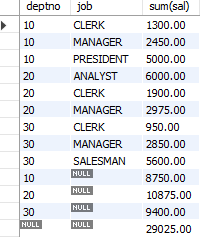 deptno job sum(sal)
10 CLERK 1300.00
10 MANAGER 2450.00
10 PRESIDENT 5000.00
20 ANALYST 6000.00
20 CLERK 1900.00
20 MANAGER 2975.00
30 CLERK 950.00
30 MANAGER 2850.00
30 SALESMAN 5600.00
10 NULL 8750.00
20 NULL 10875.00
30 NULL 9400.00
NULL NULL 29025.00